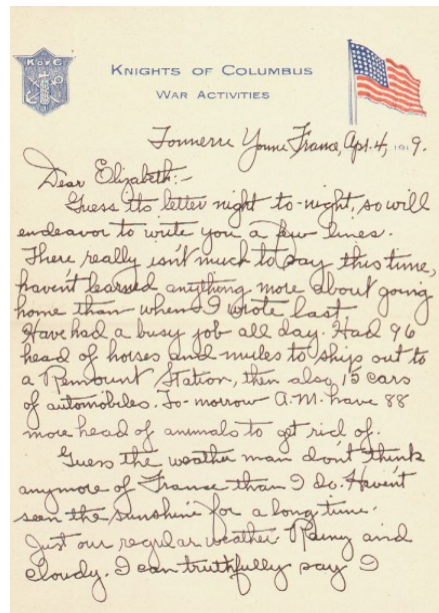 K of C
KNIGHTS OF COLUMBUS
WAR ACTIVITIES
Tonnerre Yonne France, Apr. 4, 1919.
Dear Elizabeth:-
Guess its letter night to-night, so will
endeavor to write you a few lines.
There really isn't much to say this time,
haven't learned anything more about going
home than when I wrote last.
Have had a busy job all day. Had 96
head of horses and mules to ship out to
a Remount Station, then also 15 cars
of automobiles. To-morrow A.M. have 88
more head of animals to get rid of.
Guess the weather man don't think
anymore of France than I do. Haven't
seen the sunshine for a long time.
Just our regular weather. Rainy and
Cloudy. I can truthfully say I